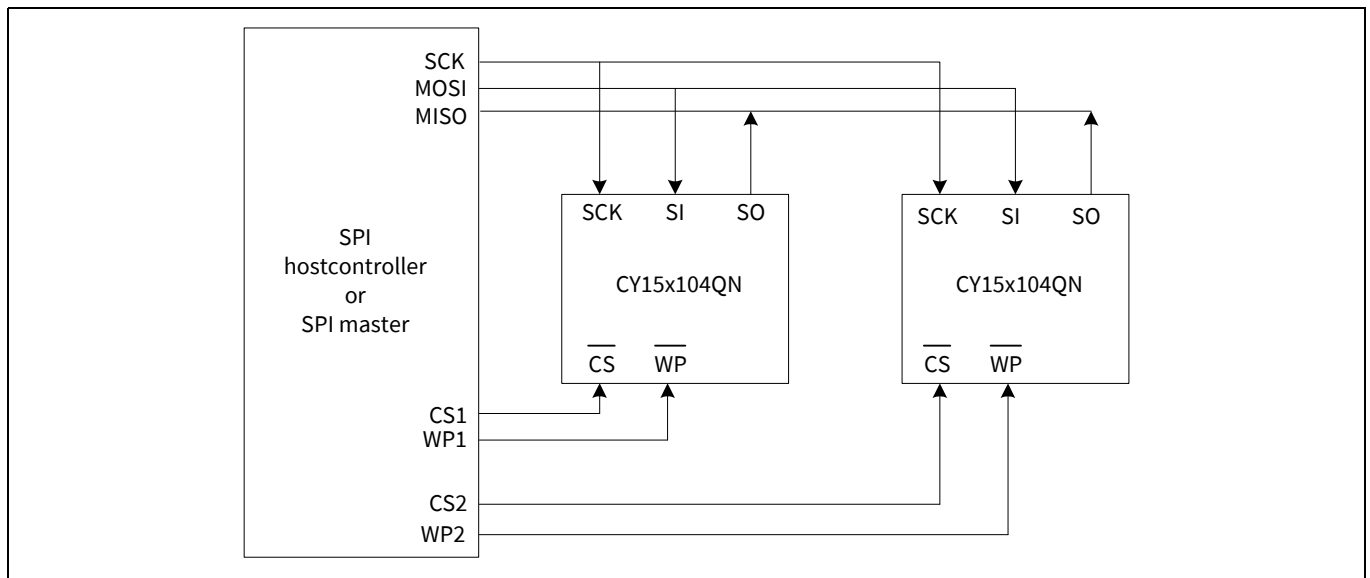 SCK
MOSI
MISO
SPI
hostcontroller
or
SPI master
CS1
WP1
CS2
WP2
SCK SI SO
CY15x104QN
CS WP
SCK SI SO
CY15x104QN
CS WP